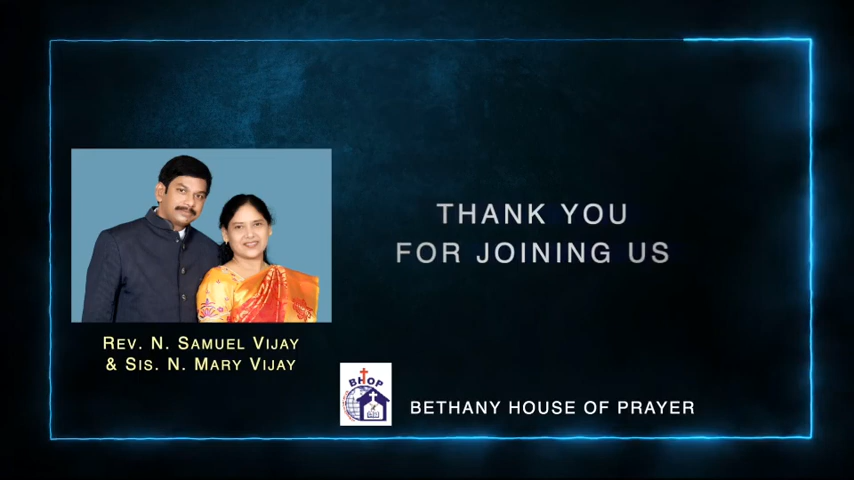 THANK YOU
FOR JOINING US
REV. N. SAMUEL VIJAY
& SIS. N. MARY VIJAY
BHOP
BETHANY HOUSE OF PRAYER